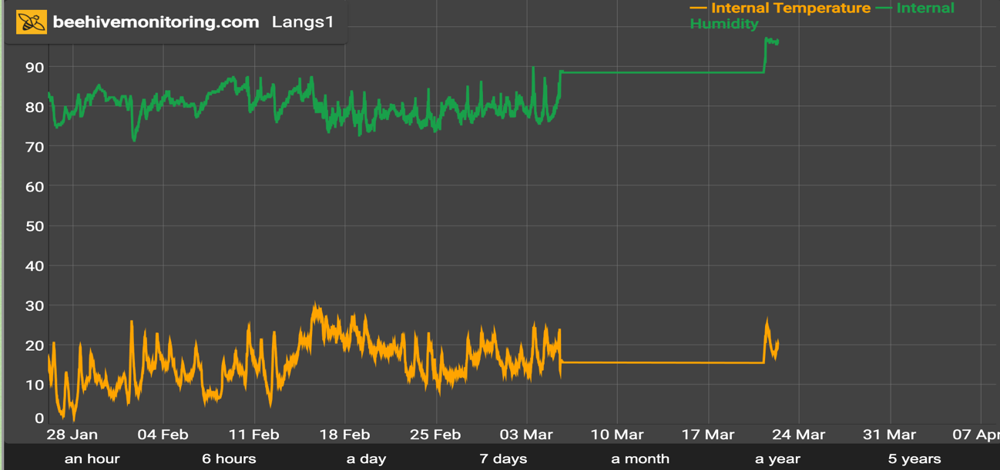 beehivemonitoring.com Langs1
Internal Temperature Internal
Humidity
90
80
70
60
50
40
30
20
10
0
28 Jan 04 Feb 11 Feb 18 Feb 25 Feb 03 Mar 10 Mar 17 Mar 24 Mar 31 Mar 07 Apr
an hour 6 hours a day 7 days a month a year 5 years